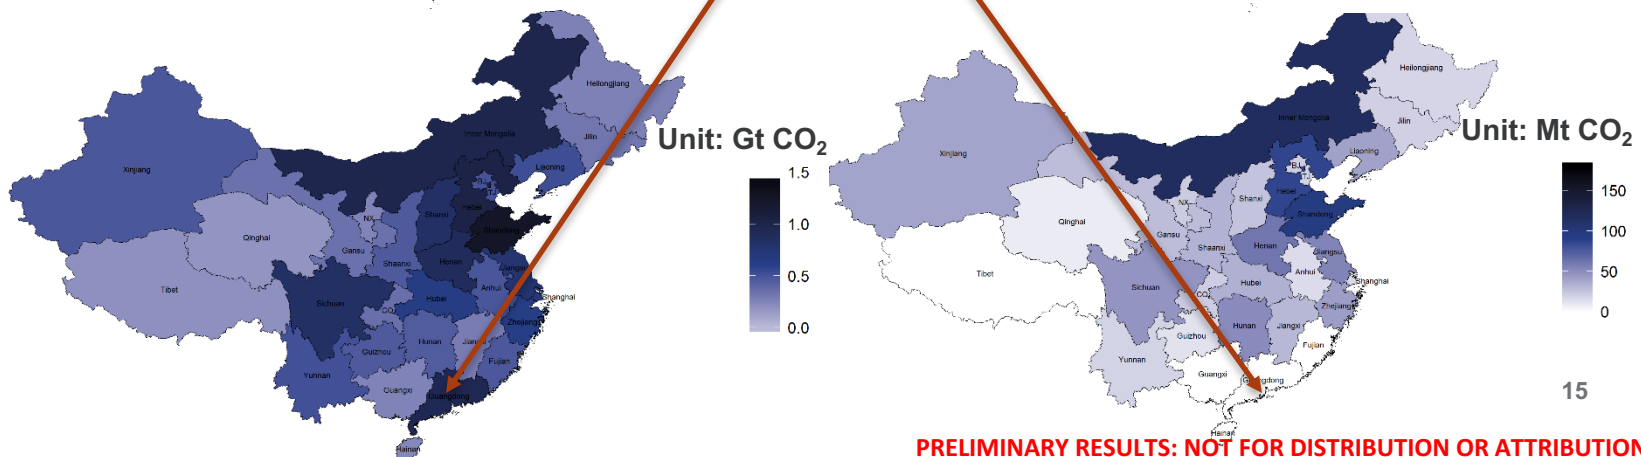 Heilongjiang
Jilin
Inner Mongolia
Liaoning
Xinjiang
BJ
TJ
Hebei
Shanxi
Shandong
NX
Qinghai
Gansu
Shaanxi
Henan
Jiangsu
Tibet
Anhui
Shanghai
Sichuan
Hubei
CQ
Zhejiang
Hunan
Guizhou
Fujian
Yunnan
Guangxi
Guangdong
Hainan
Unit: Gt CO₂
1.5
1.0
0.5
0.0
Heilongjiang
Jilin
Inner Mongolia
Liaoning
Xinjiang
BJ
Hebei
Shanxi
Shandong
NX
Qinghai
Gansu
Shaanxi
Henan
Jiangsu
Tibet
Anhui
Shanghai
Sichuan
Hubei
CQ
Zhejiang
Hunan
Jiangxi
Guizhou
Fujian
Yunnan
Guangxi
Guangdong
Hainan
Unit: Mt CO₂
150
100
50
0
15
PRELIMINARY RESULTS: NOT FOR DISTRIBUTION OR ATTRIBUTION